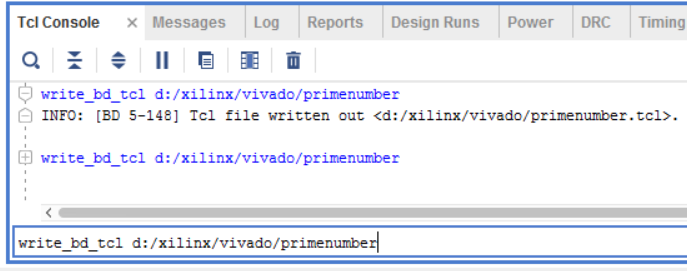 Tcl Console × Messages Log Reports Design Runs Power DRC Timing
write_bd_tcl d:/xilinx/vivado/primenumber
INFO: [BD 5-148] Tcl file written out <d:/xilinx/vivado/primenumber.tcl>.
write_bd_tcl d:/xilinx/vivado/primenumber
write_bd_tcl d:/xilinx/vivado/primenumber